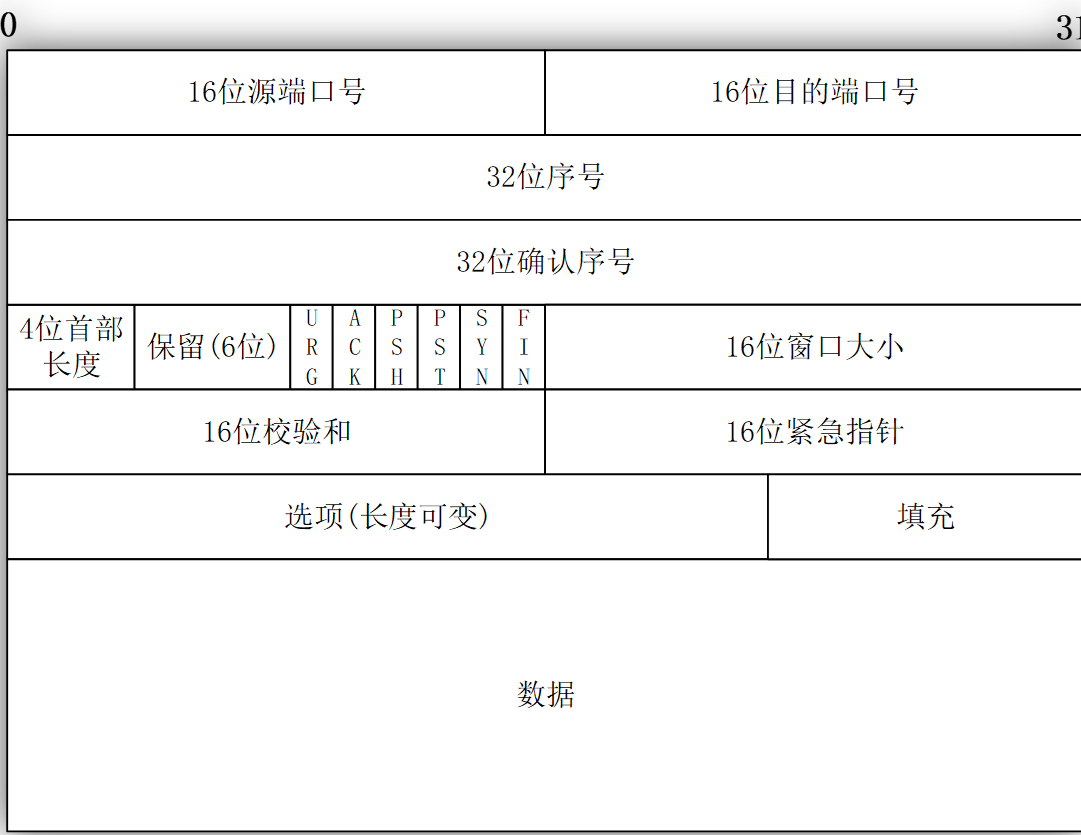 0 31
16位源端口号 16位目的端口号
32位序号
32位确认序号
4位首部
长度
保留(6位)
URG
ACK
PSH
PST
SYN
FIN
16位窗口大小
16位校验和 16位紧急指针
选项(长度可变) 填充
数据